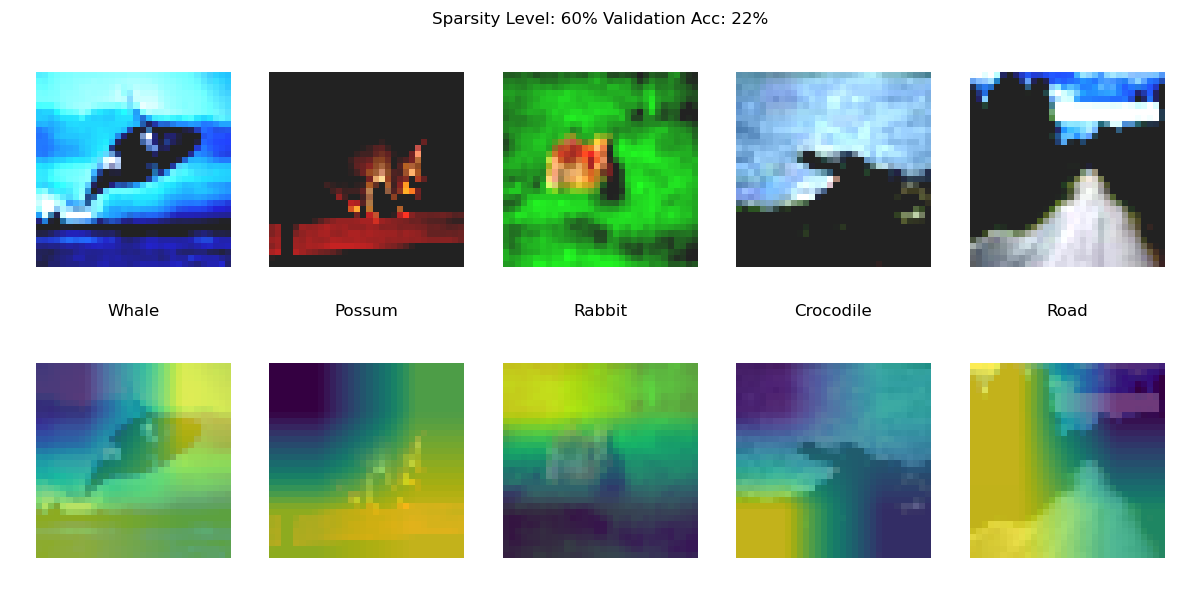 Sparsity Level: 60% Validation Acc: 22%
Whale
Possum
Rabbit
Crocodile
Road